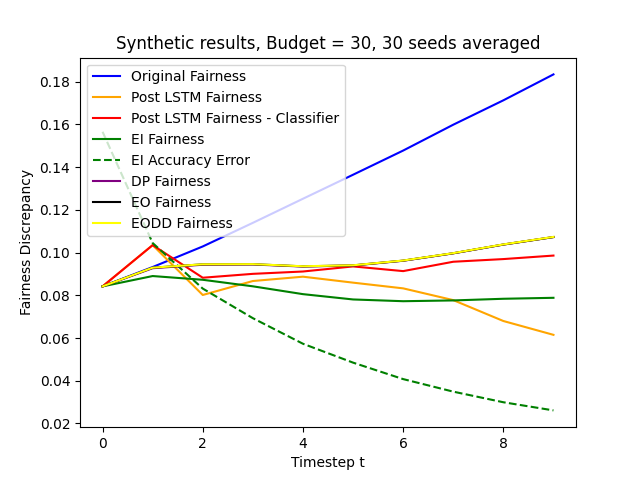 Synthetic results, Budget = 30, 30 seeds averaged
Original Fairness
Post LSTM Fairness
Post LSTM Fairness - Classifier
EI Fairness
EI Accuracy Error
DP Fairness
EO Fairness
EODD Fairness
Fairness Discrepancy
0.18
0.16
0.14
0.12
0.10
0.08
0.06
0.04
0.02
0 2 4 6 8
Timestep t